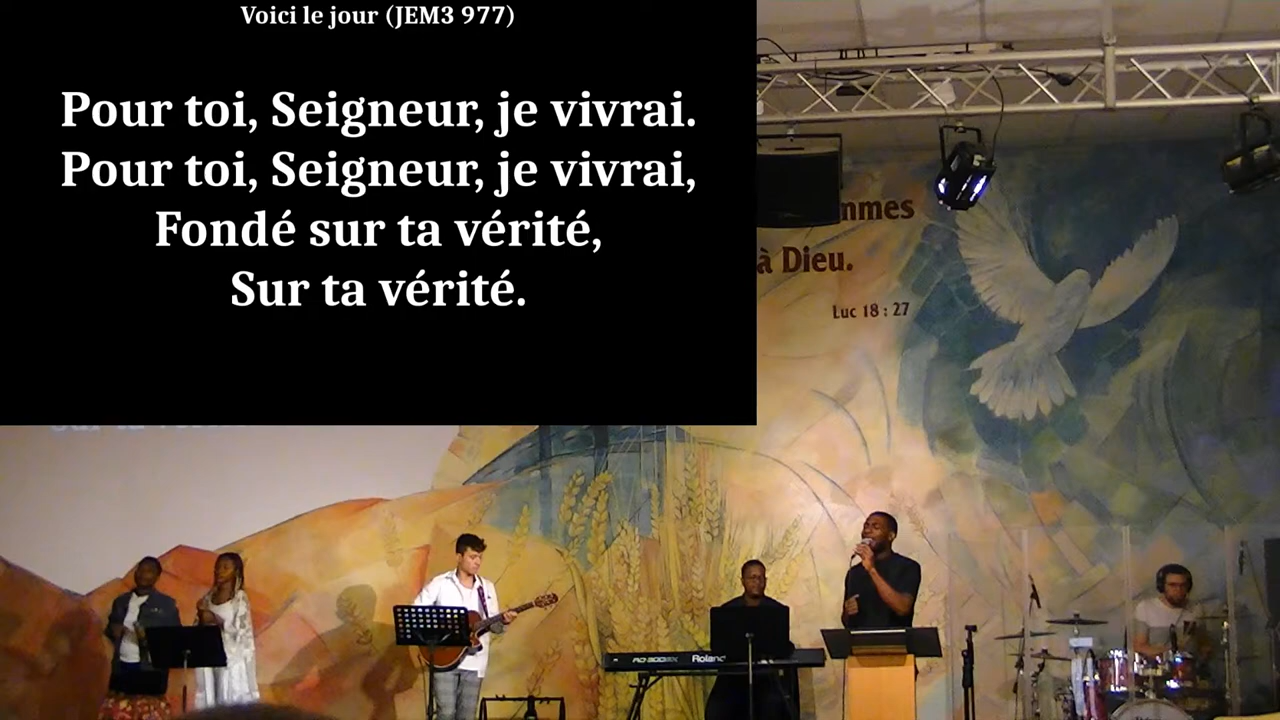 Voici le jour (JEM3 977)
Pour toi, Seigneur, je vivrai.
Pour toi, Seigneur, je vivrai,
Fondé sur ta vérité,
Sur ta vérité.
à Dieu.
Luc 18 : 27
Roland